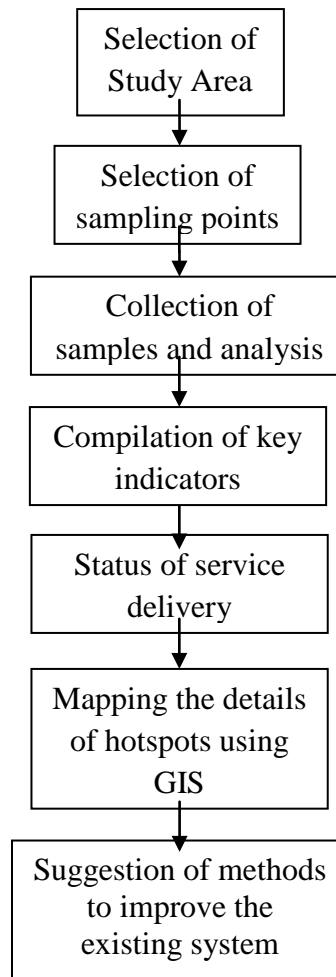 Selection of
Study Area
Selection of
sampling points
Collection of
samples and analysis
Compilation of key
indicators
Status of service
delivery
Mapping the details
of hotspots using
GIS
Suggestion of methods
to improve the
existing system